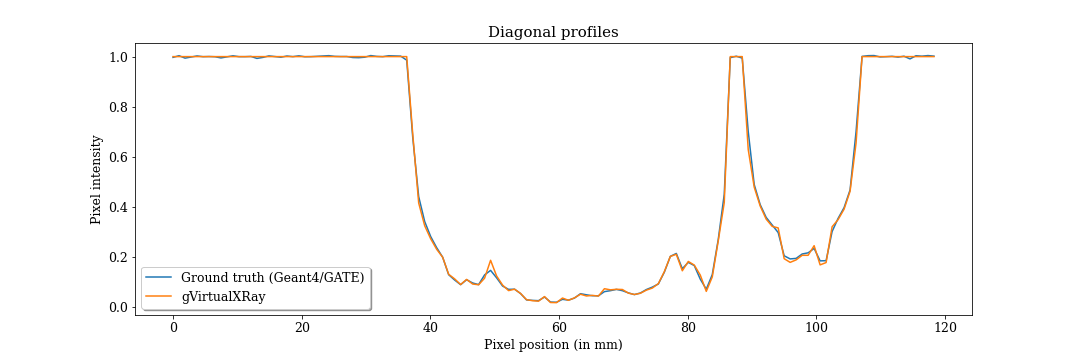 Diagonal profiles
Pixel intensity
1.0
0.8
0.6
0.4
0.2
0.0
Ground truth (Geant4/GATE)
gVirtualXRay
0 20 40 60 80 100 120
Pixel position (in mm)